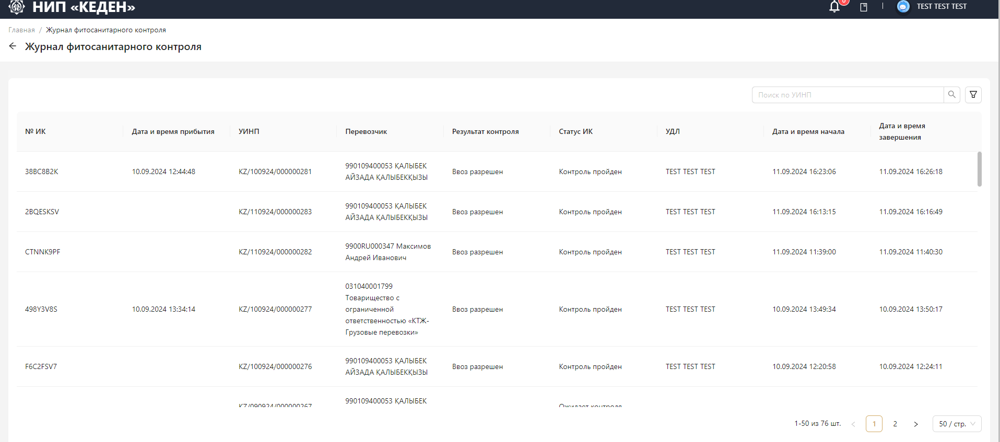 НИП «КЕДЕН»
0
TEST TEST TEST
Главная / Журнал фитосанитарного контроля
Журнал фитосанитарного контроля
Поиск по УИНП
№ ИК
Дата и время прибытия
УИНП
Перевозчик
Результат контроля
Статус ИК
УДЛ
Дата и время начала
Дата и время
завершения
38BC8B2K
10.09.2024 12:44:48
KZ/100924/000000281
990109400053 ҚАЛЫБЕК
АЙЗАДА ҚАЛЫБЕКҚЫЗЫ
Ввоз разрешен
Контроль пройден
TEST TEST TEST
11.09.2024 16:23:06
11.09.2024 16:26:18
2BQESKSV
KZ/110924/000000283
990109400053 ҚАЛЫБЕК
АЙЗАДА ҚАЛЫБЕКҚЫЗЫ
Ввоз разрешен
Контроль пройден
TEST TEST TEST
11.09.2024 16:13:15
11.09.2024 16:16:49
CTNNK9PF
KZ/110924/000000282
9900RU000347 Максимов
Андрей Иванович
Ввоз разрешен
Контроль пройден
TEST TEST TEST
11.09.2024 11:39:00
11.09.2024 11:40:30
498Y3V8S
10.09.2024 13:34:14
KZ/100924/000000277
031040001799
Товарищество с
ограниченной
ответственностью «КТЖ-
Грузовые перевозки»
Ввоз разрешен
Контроль пройден
TEST TEST TEST
10.09.2024 13:49:34
10.09.2024 13:50:17
F6C2FSV7
KZ/100924/000000276
990109400053 ҚАЛЫБЕК
АЙЗАДА ҚАЛЫБЕКҚЫЗЫ
Ввоз разрешен
Контроль пройден
TEST TEST TEST
10.09.2024 12:20:58
10.09.2024 12:24:11
KZ/090924/000000267
990109400053 ҚАЛЫБЕК
Ожидает контроля
1-50 из 76 шт.
1
2
50 / стр.